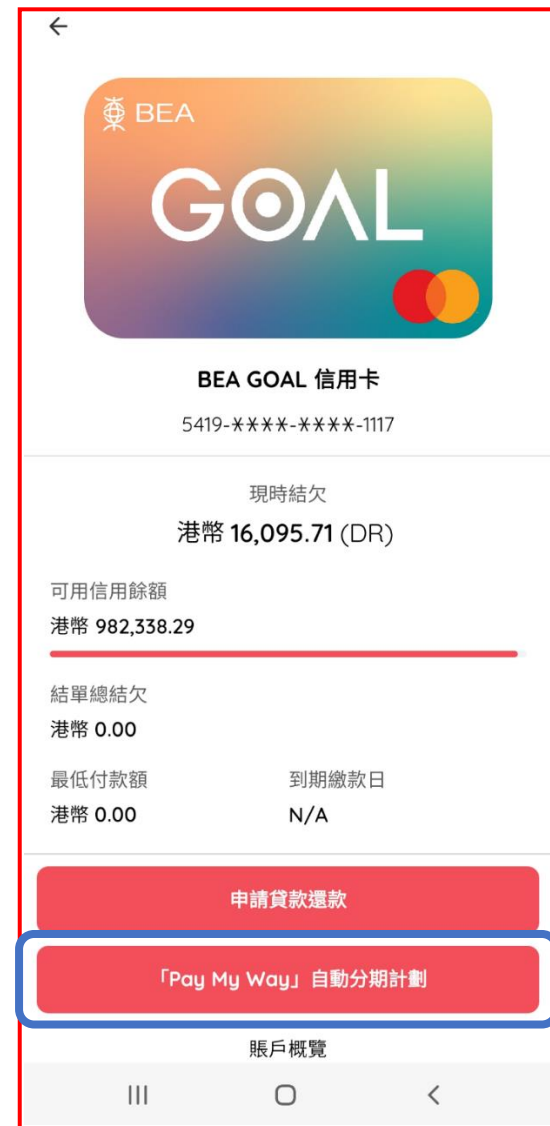 BEA
GOAL
BEA GOAL 信用卡
5419-****-****-1117
現時結欠
港幣 16,095.71 (DR)
可用信用餘額
港幣 982,338.29
結單總結欠
港幣 0.00
最低付款額 到期繳款日
港幣 0.00 N/A
申請貸款還款
「Pay My Way」自動分期計劃
賬戶概覽